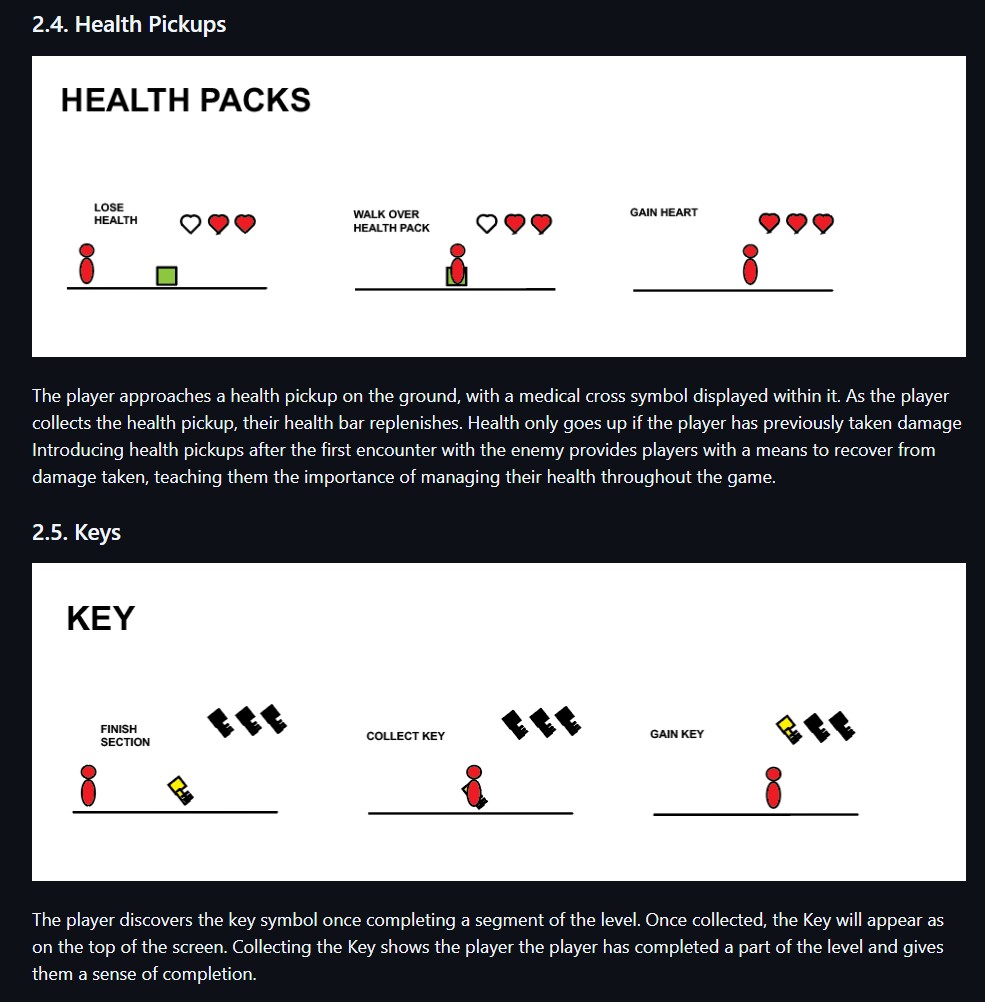 2.4. Health Pickups
HEALTH PACKS
LOSE
HEALTH
WALK OVER
HEALTH PACK
GAIN HEART
The player approaches a health pickup on the ground, with a medical cross symbol displayed within it. As the player
collects the health pickup, their health bar replenishes. Health only goes up if the player has previously taken damage
Introducing health pickups after the first encounter with the enemy provides players with a means to recover from
damage taken, teaching them the importance of managing their health throughout the game.
2.5. Keys
KEY
FINISH
SECTION
COLLECT KEY
GAIN KEY
The player discovers the key symbol once completing a segment of the level. Once collected, the Key will appear as
on the top of the screen. Collecting the Key shows the player the player has completed a part of the level and gives
them a sense of completion.